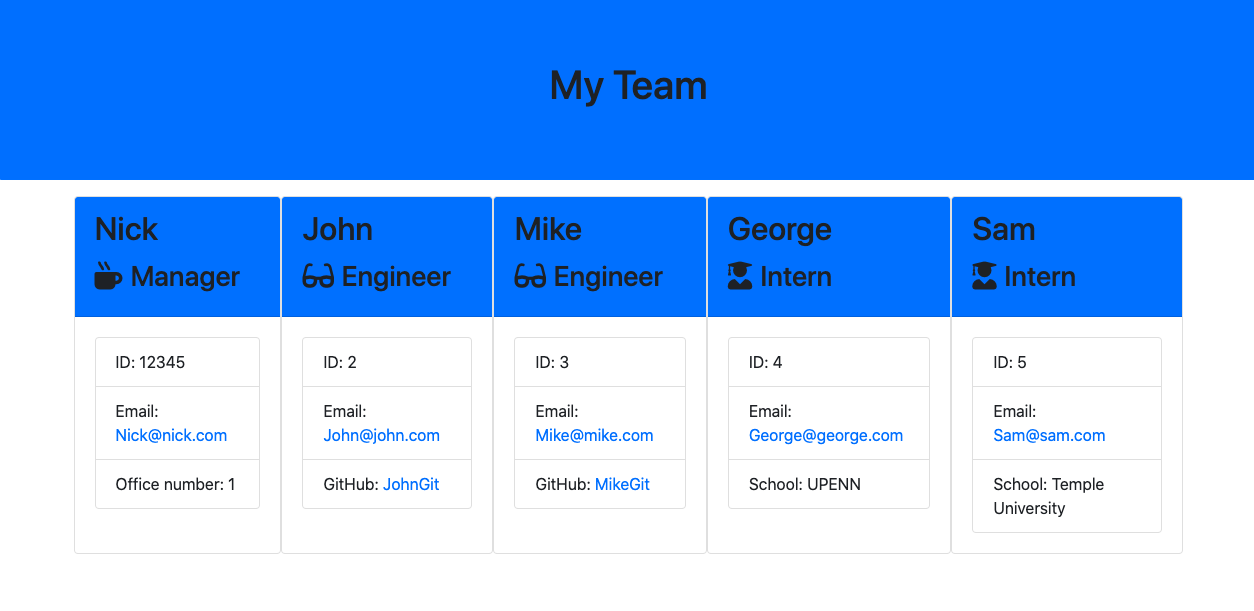 My Team
Nick
Manager
ID: 12345
Email:
Nick@nick.com
Office number: 1
John
Engineer
ID: 2
Email:
John@john.com
GitHub: JohnGit
Mike
Engineer
ID: 3
Email:
Mike@mike.com
GitHub: MikeGit
George
Intern
ID: 4
Email:
George@george.com
School: UPENN
Sam
Intern
ID: 5
Email:
Sam@sam.com
School: Temple
University